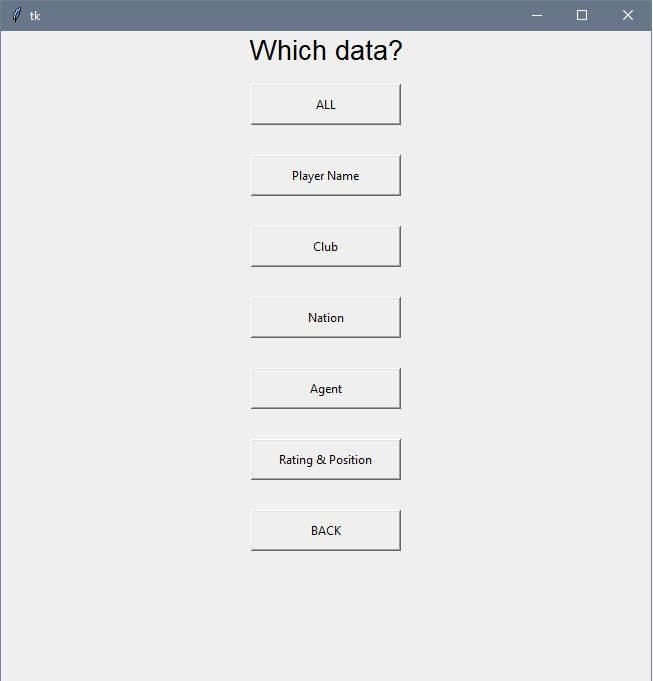 tk
Which data?
ALL
Player Name
Club
Nation
Agent
Rating & Position
BACK